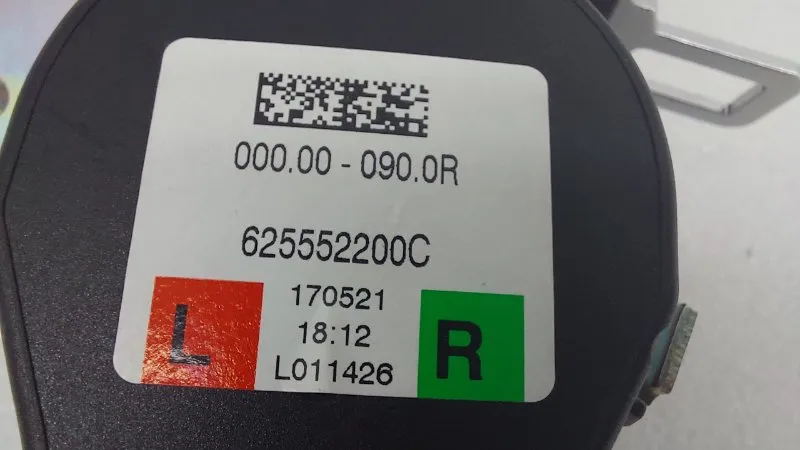 000.00 - 090.0R
625552200C
170521
18:12
L011426
L
R